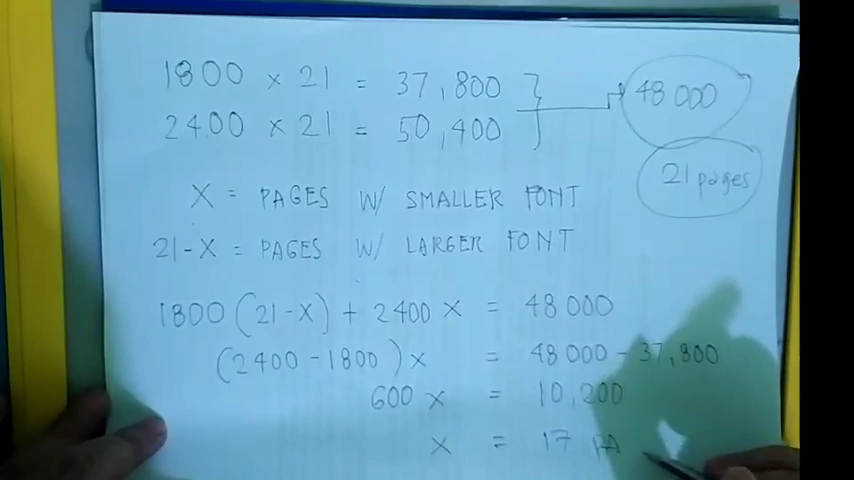 1800 x 21 = 37,800
48 000
2400 x 21 = 50,400
21 pages
X = PAGES W/ SMALLER FONT
21-X = PAGES W/ LARGER FONT
1800 (21-X) + 2400 X = 48 000
(2400-1800) X = 48 000 - 37,800
600 X = 10,200
X = 17 PA